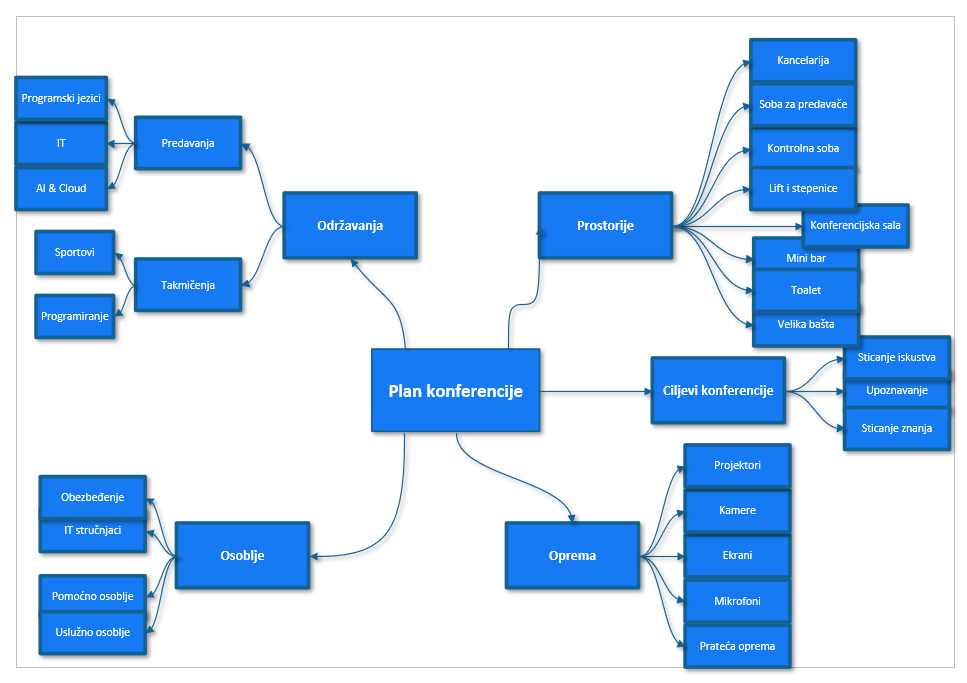 Plan konferencije
Održavanja
Predavanja
Programski jezici
IT
AI & Cloud
Takmičenja
Sportovi
Programiranje
Prostorije
Kancelarija
Soba za predavače
Kontrolna soba
Lift i stepenice
Konferencijska sala
Mini bar
Toalet
Velika bašta
Ciljevi konferencije
Sticanje iskustva
Upoznavanje
Sticanje znanja
Oprema
Projektori
Kamere
Ekrani
Mikrofoni
Prateća oprema
Osoblje
Obezbeđenje
IT stručnjaci
Pomoćno osoblje
Uslužno osoblje